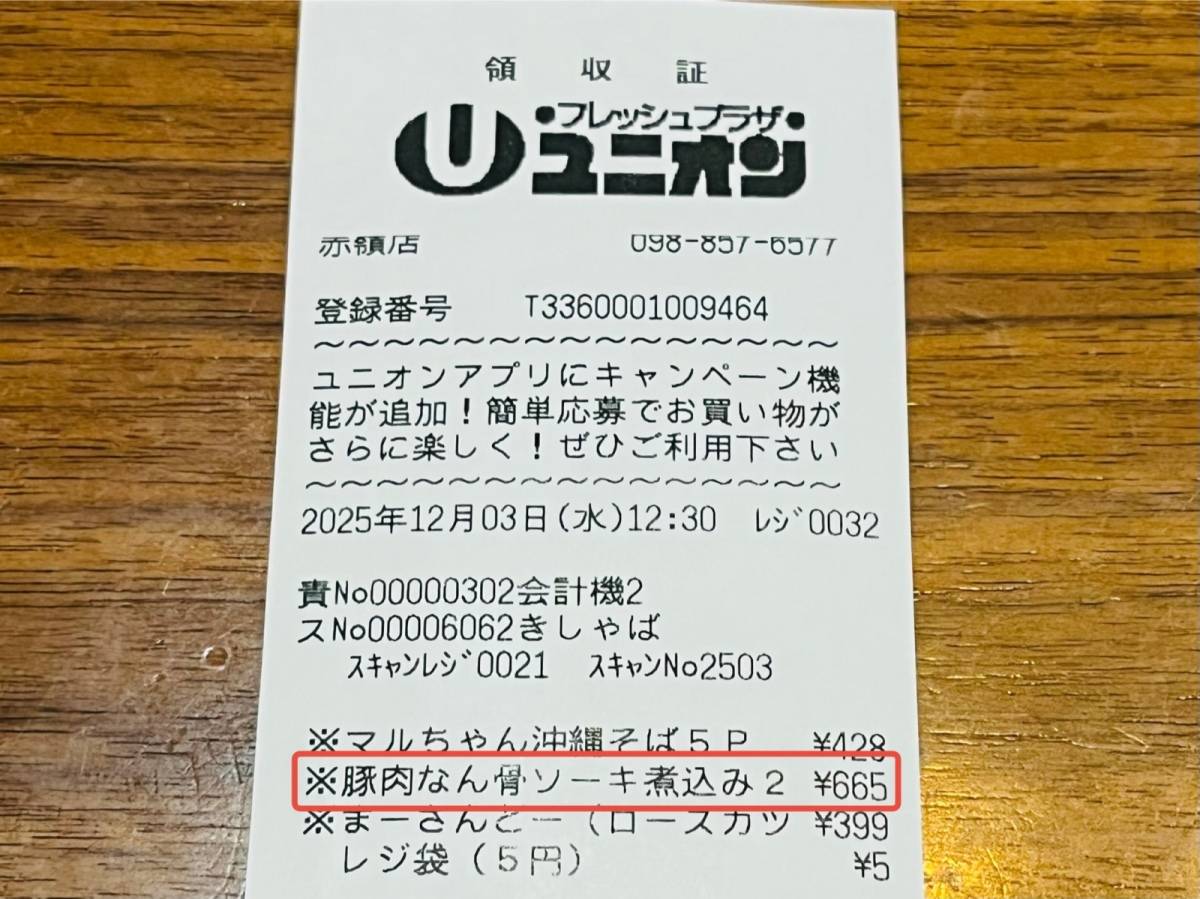 領 収 証
・フレッシュプラザ・
ユニオン
赤嶺店 098-857-6577
登録番号 T3360001009464
～～～～～～～～～～～～～～～
ユニオンアプリにキャンペーン機
能が追加！簡単応募でお買い物が
さらに楽しく！ぜひご利用下さい
～～～～～～～～～～～～～～～
2025年12月03日(水)12:30 ﾚｼﾞ0032
責No00000302会計機2
スNo00006062きしゃば
ｽｷｬﾝﾚｼﾞ0021 ｽｷｬﾝNo2503
※マルちゃん沖縄そば５Ｐ ¥428
※豚肉なん骨ソーキ煮込み２ ¥665
※まーさんどー（ロースカツ ¥399
レジ袋（５円） ¥5